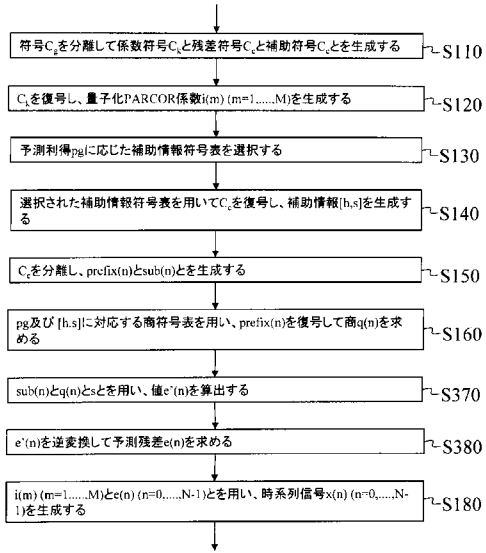 符号Cgを分離して係数符号Ckと残差符号Ceと補助符号Ccとを生成する
S110
Ckを復号し、量子化PARCOR係数i(m) (m=1,....,M)を生成する
S120
予測利得pgに応じた補助情報符号表を選択する
S130
選択された補助情報符号表を用いてCcを復号し、補助情報[h,s]を生成す
る
S140
Ceを分離し、prefix(n)とsub(n)とを生成する
S150
pg及び [h.s]に対応する商符号表を用い、prefix(n)を復号して商q(n)を求
める
S160
sub(n)とq(n)とsとを用い、値e'(n)を算出する
S370
e'(n)を逆変換して予測残差e(n)を求める
S380
i(m) (m=1....,M)とe(n) (n=0,....,N-1)とを用い、時系列信号x(n) (n=0,....,N-
1)を生成する
S180